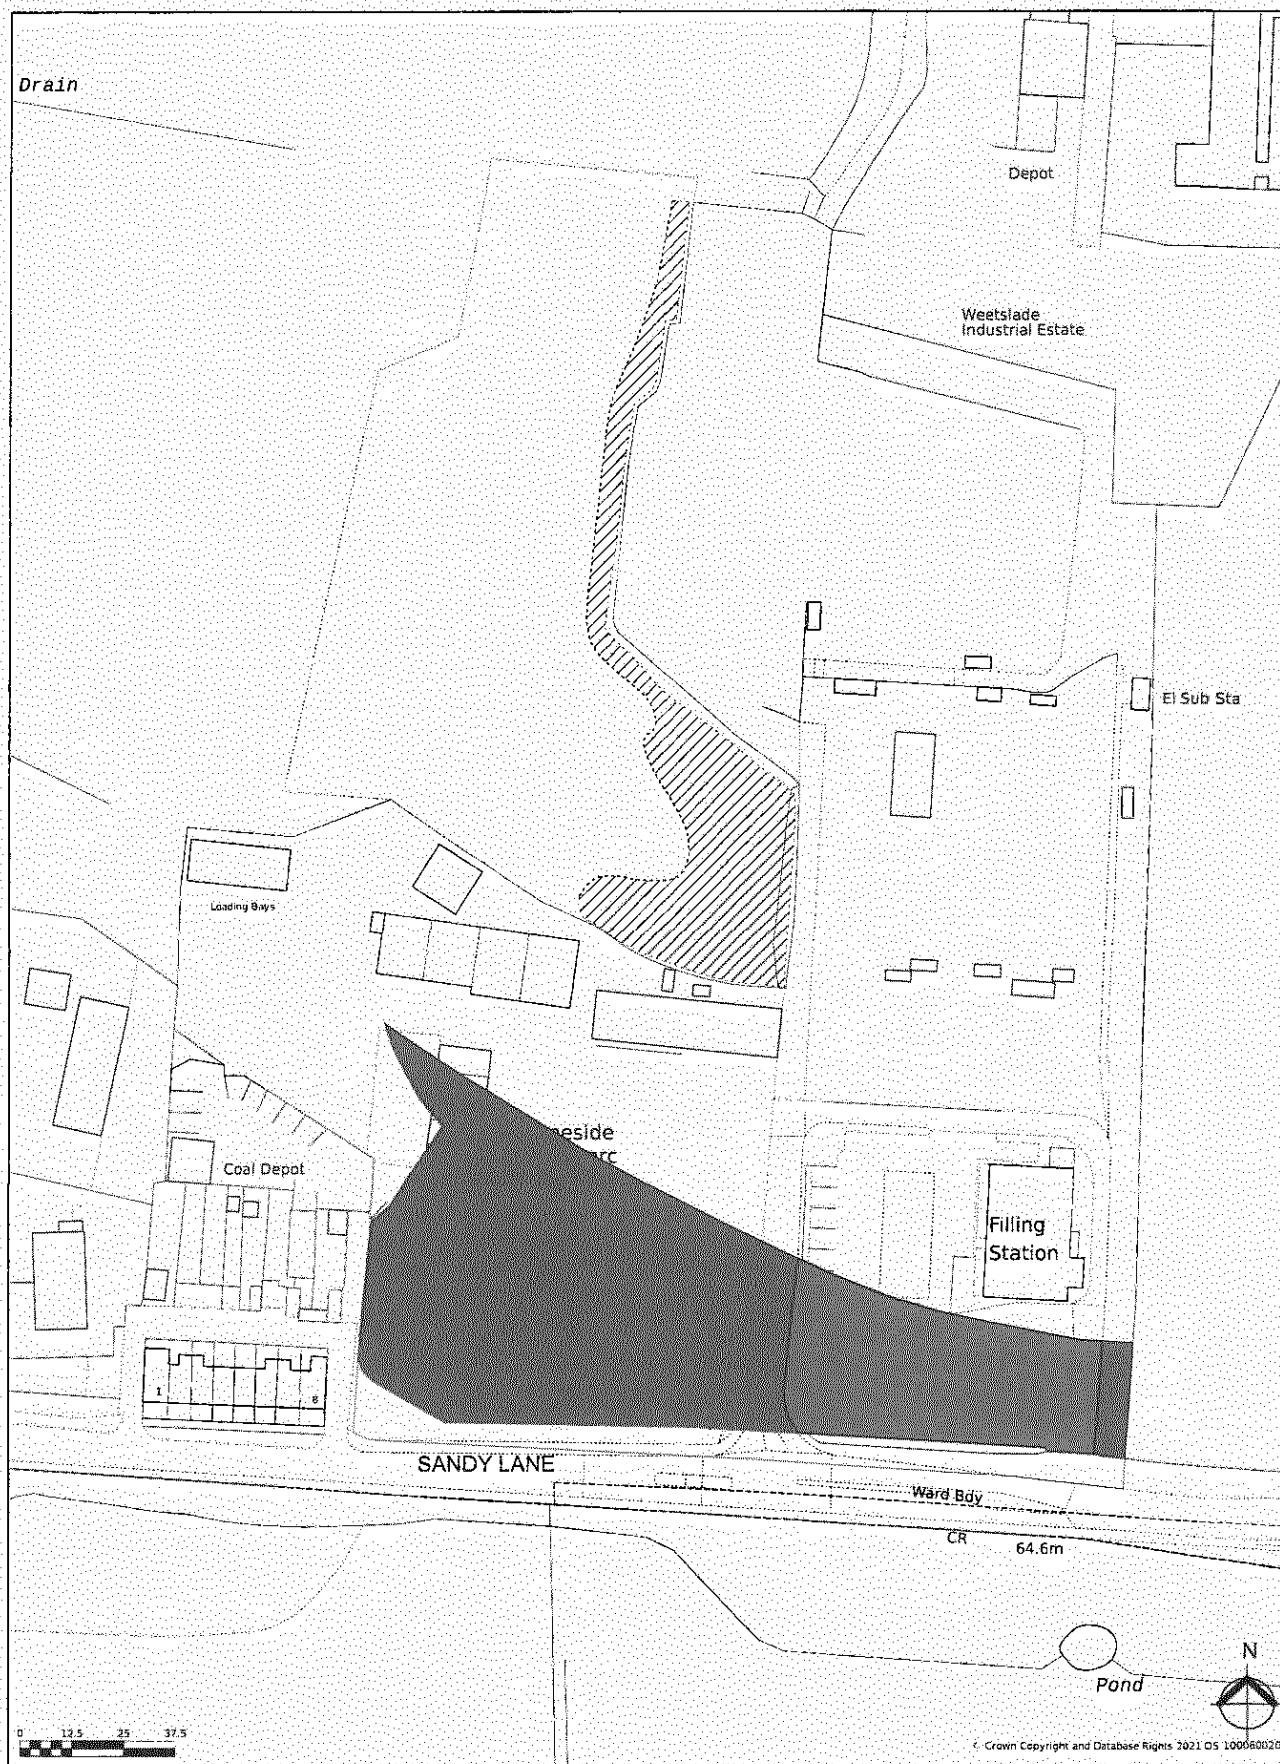 Drain
Depot
Weetslade
Industrial Estate
El Sub Sta
Loading Bays
Coal Depot
Filling
Station
1
8
SANDY LANE
Ward Bdy
CR
64.6m
Pond
N
0 12.5 25 37.5
© Crown Copyright and Database Rights 2021 OS